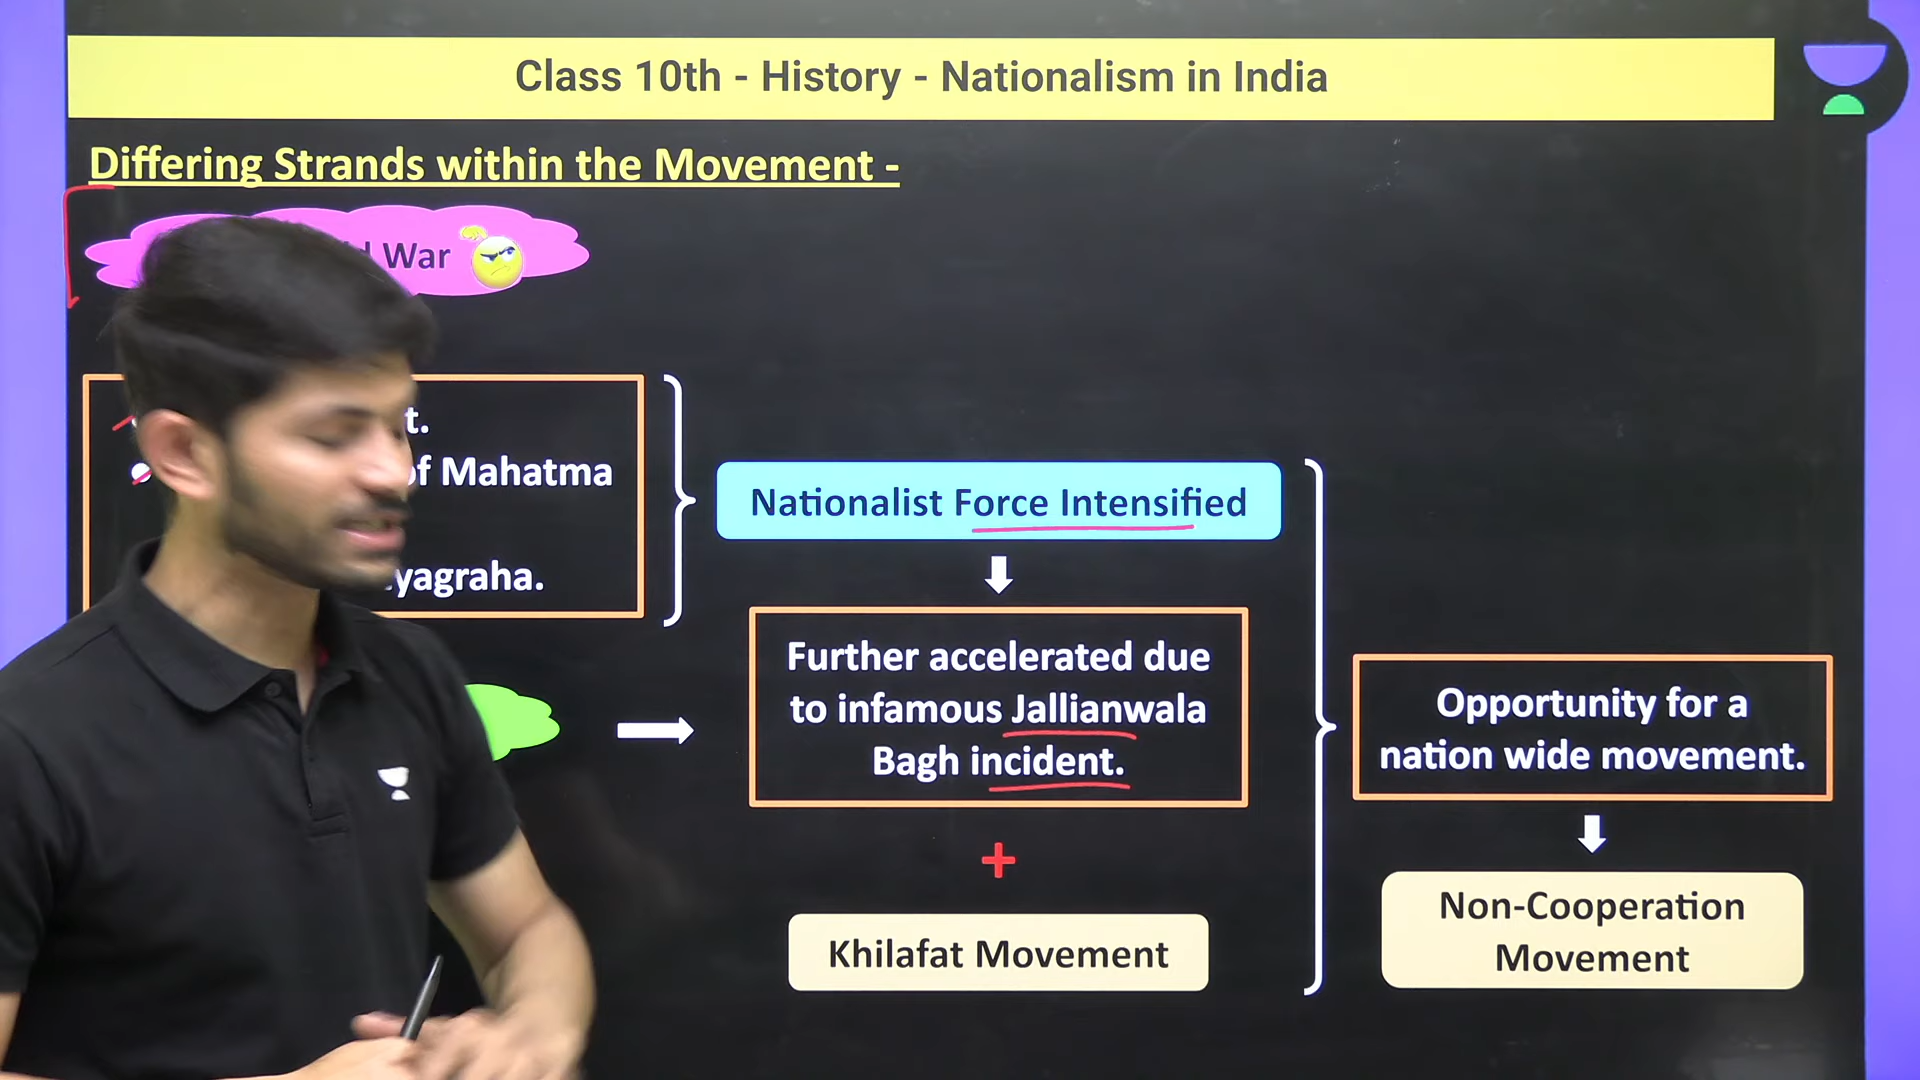 Class 10th - History - Nationalism in India
Differing Strands within the Movement -
War
of Mahatma
Nationalist Force Intensified
Further accelerated due
to infamous Jallianwala
Bagh incident.
Khilafat Movement
Opportunity for a
nation wide movement.
Non-Cooperation
Movement